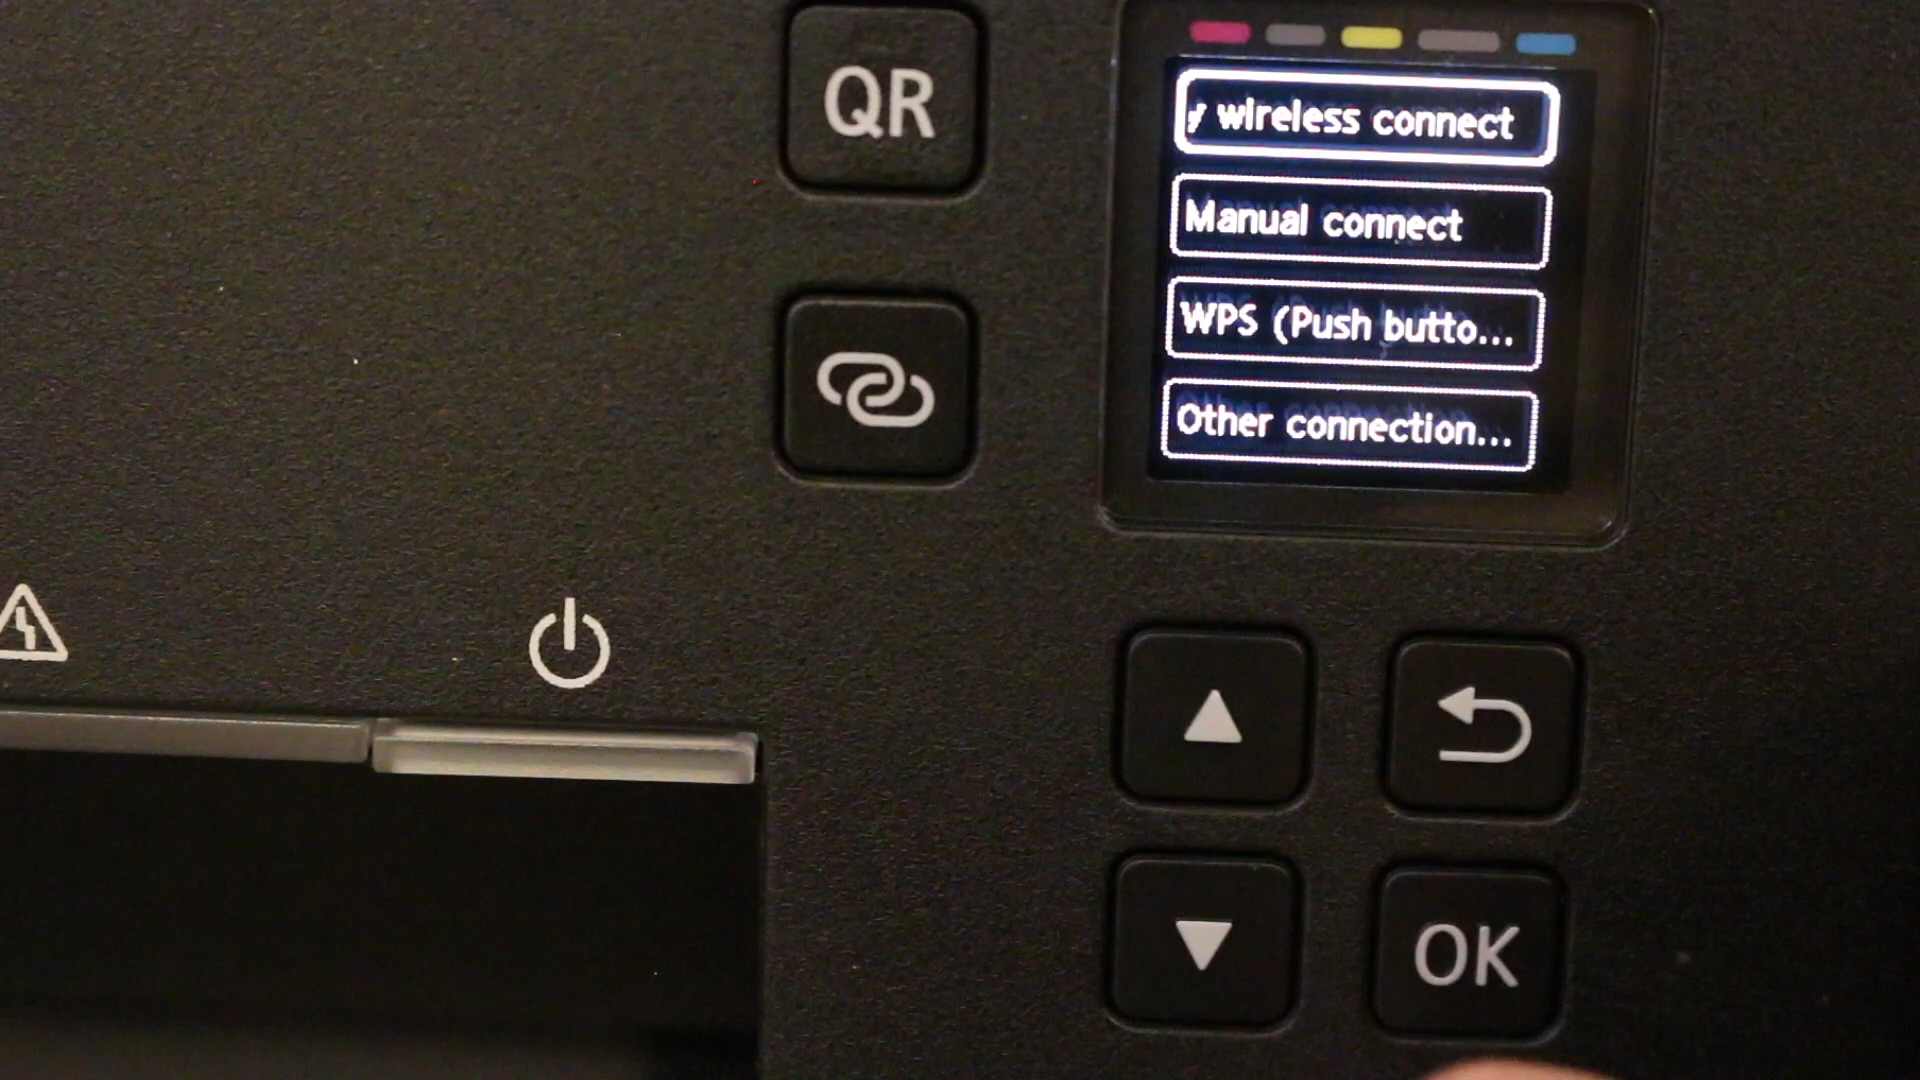 QR
wireless connect
Manual connect
WPS (Push butto...
Other connection...
OK